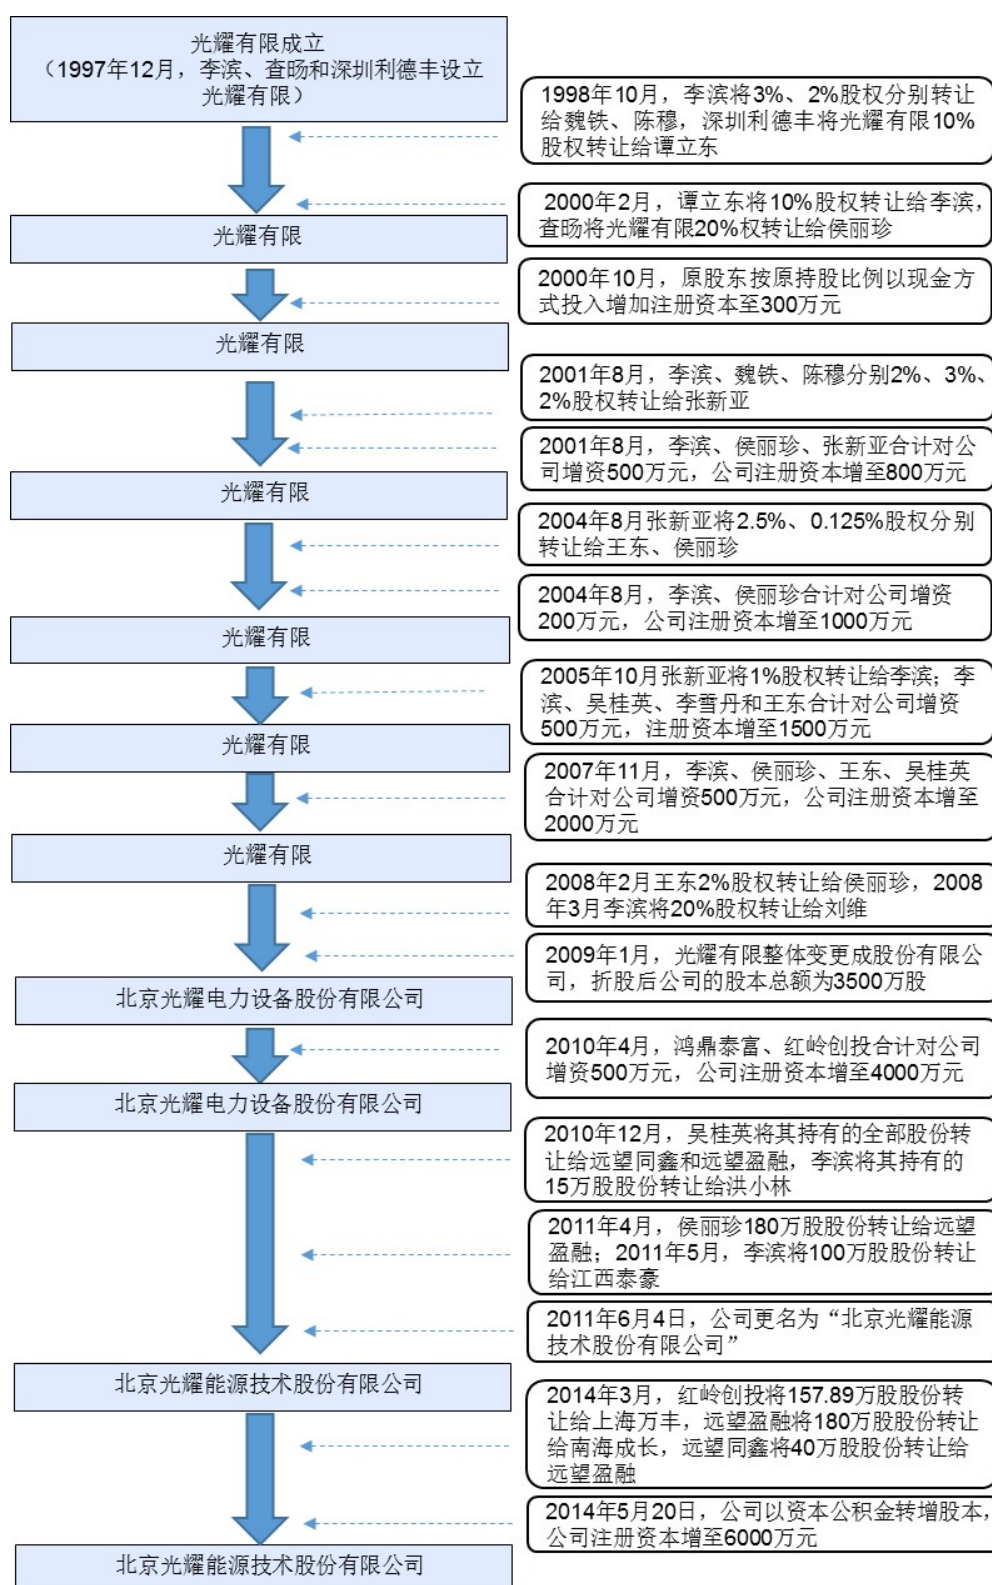 光耀有限成立
（1997年12月，李滨、查旸和深圳利德丰设立
光耀有限）
1998年10月，李滨将3%、2%股权分别转让
给魏铁、陈穆，深圳利德丰将光耀有限10%
股权转让给谭立东
2000年2月，谭立东将10%股权转让给李滨，
查旸将光耀有限20%权转让给侯丽珍
光耀有限
2000年10月，原股东按原持股比例以现金方
式投入增加注册资本至300万元
光耀有限
2001年8月，李滨、魏铁、陈穆分别2%、3%、
2%股权转让给张新亚
2001年8月，李滨、侯丽珍、张新亚合计对公
司增资500万元，公司注册资本增至800万元
光耀有限
2004年8月张新亚将2.5%、0.125%股权分别
转让给王东、侯丽珍
2004年8月，李滨、侯丽珍合计对公司增资
200万元，公司注册资本增至1000万元
光耀有限
2005年10月张新亚将1%股权转让给李滨；李
滨、吴桂英、李雪丹和王东合计对公司增资
500万元，注册资本增至1500万元
光耀有限
2007年11月，李滨、侯丽珍、王东、吴桂英
合计对公司增资500万元，公司注册资本增至
2000万元
光耀有限
2008年2月王东2%股权转让给侯丽珍，2008
年3月李滨将20%股权转让给刘维
2009年1月，光耀有限整体变更成股份有限公
司，折股后公司的股本总额为3500万股
北京光耀电力设备股份有限公司
2010年4月，鸿鼎泰富、红岭创投合计对公司
增资500万元，公司注册资本增至4000万元
北京光耀电力设备股份有限公司
2010年12月，吴桂英将其持有的全部股份转
让给远望同鑫和远望盈融，李滨将其持有的
15万股股份转让给洪小林
2011年4月，侯丽珍180万股股份转让给远望
盈融；2011年5月，李滨将100万股股份转让
给江西泰豪
2011年6月4日，公司更名为“北京光耀能源
技术股份有限公司”
北京光耀能源技术股份有限公司
2014年3月，红岭创投将157.89万股股份转
让给上海万丰，远望盈融将180万股股份转让
给南海成长，远望同鑫将40万股股份转让给
远望盈融
2014年5月20日，公司以资本公积金转增股本，
公司注册资本增至6000万元
北京光耀能源技术股份有限公司